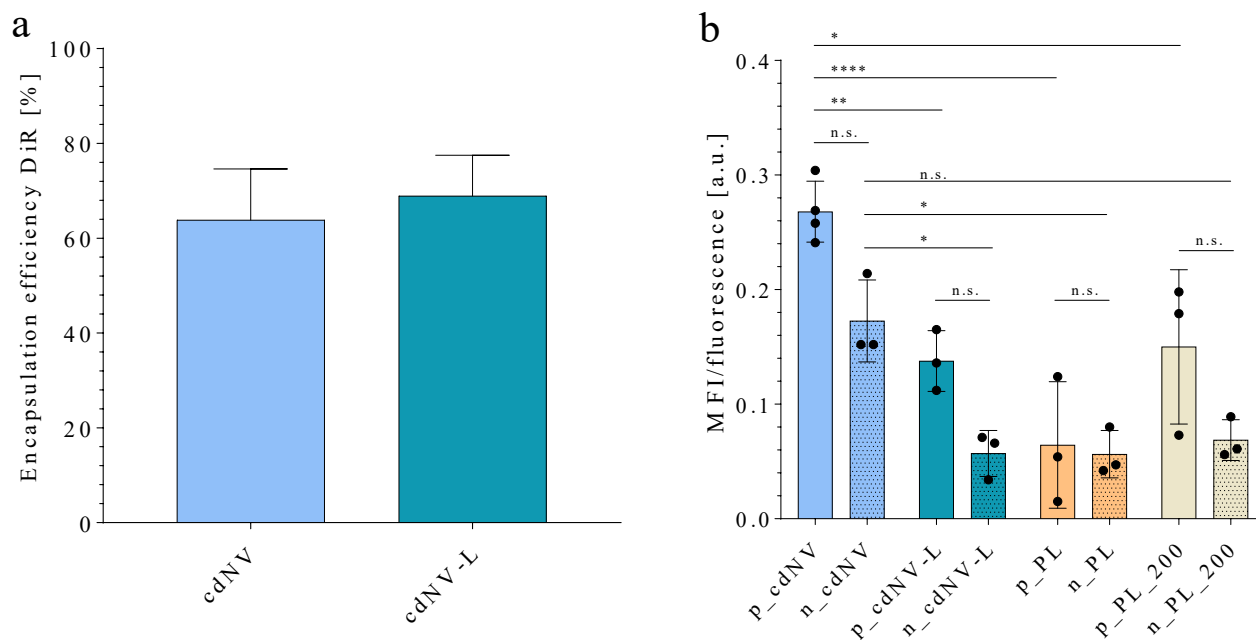 a
Encapsulation efficiency DiR [%]
100
80
60
40
20
0
cdNV
cdNV-L
b
MFI/fluorescence [a.u.]
0.4
0.3
0.2
0.1
0.0
*
****
**
n.s.
n.s.
*
*
n.s.
n.s.
n.s.
p_cdNV
n_cdNV
p_cdNV-L
n_cdNV-L
p_PL
n_PL
p_PL_200
n_PL_200